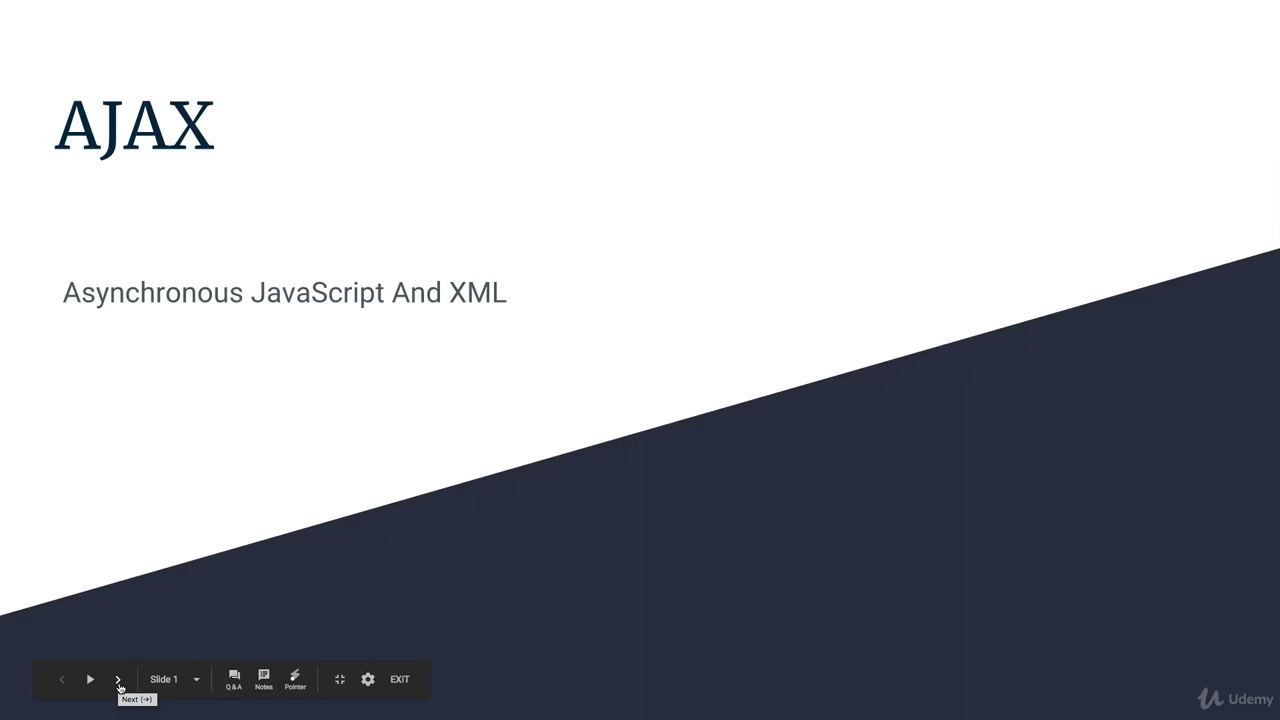 AJAX
Asynchronous JavaScript And XML
Slide 1
Q&A
Notes
Pointer
EXIT
Next (→)
Udemy